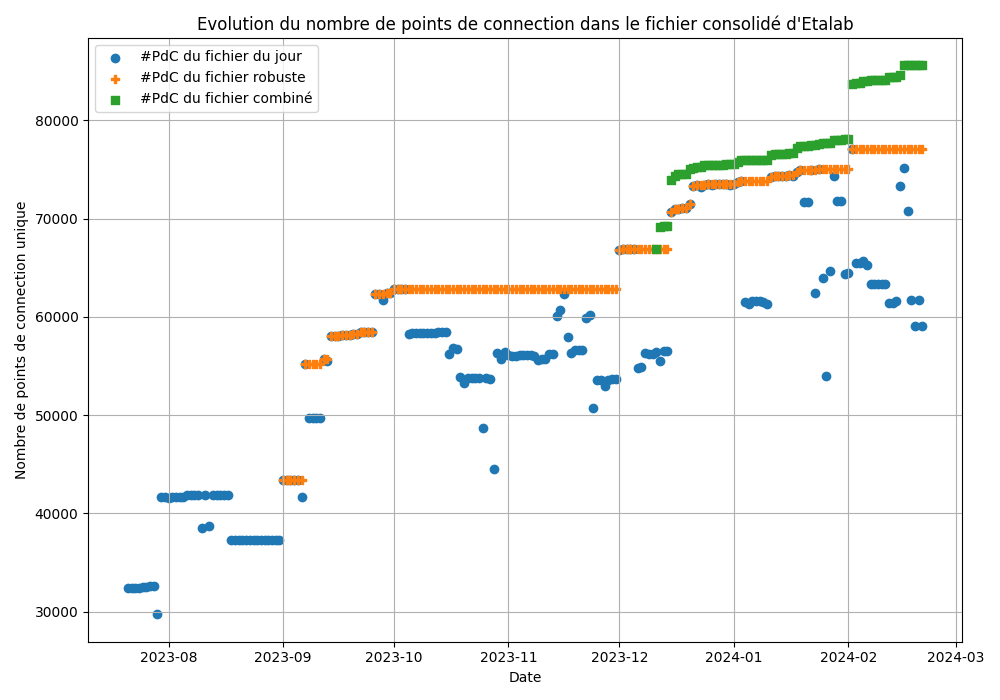 Evolution du nombre de points de connection dans le fichier consolidé d'Etalab
#PdC du fichier du jour
#PdC du fichier robuste
#PdC du fichier combiné
Nombre de points de connection unique
80000
70000
60000
50000
40000
30000
2023-08
2023-09
2023-10
2023-11
2023-12
2024-01
2024-02
2024-03
Date